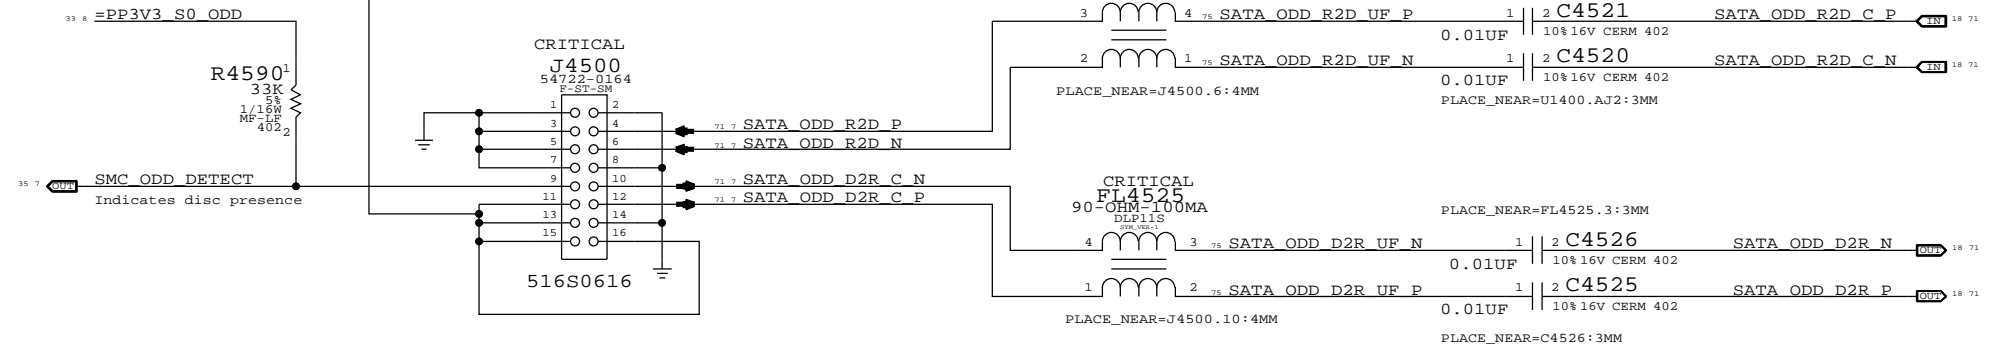 33 8 =PP3V3_S0_ODD
R4590 1
33K
5%
1/16W
MF-LF
402 2
35 7 OUT SMC_ODD_DETECT
Indicates disc presence
CRITICAL
J4500
54722-0164
F-ST-SM
1 2
3 4
5 6
7 8
9 10
11 12
13 14
15 16
516S0616
71 7 SATA_ODD_R2D_P
71 7 SATA_ODD_R2D_N
71 7 SATA_ODD_D2R_C_N
71 7 SATA_ODD_D2R_C_P
3 4 75 SATA_ODD_R2D_UF_P
2 1 75 SATA_ODD_R2D_UF_N
PLACE_NEAR=J4500.6:4MM
1 2 C4521 SATA_ODD_R2D_C_P IN 18 71
0.01UF 10% 16V CERM 402
1 2 C4520 SATA_ODD_R2D_C_N IN 18 71
0.01UF 10% 16V CERM 402
PLACE_NEAR=U1400.AJ2:3MM
CRITICAL
FL4525
90-OHM-100MA
DLP11S
SYM_VER-1
4 3 75 SATA_ODD_D2R_UF_N
1 2 75 SATA_ODD_D2R_UF_P
PLACE_NEAR=J4500.10:4MM
PLACE_NEAR=FL4525.3:3MM
1 2 C4526 SATA_ODD_D2R_N OUT 18 71
0.01UF 10% 16V CERM 402
1 2 C4525 SATA_ODD_D2R_P OUT 18 71
0.01UF 10% 16V CERM 402
PLACE_NEAR=C4526:3MM